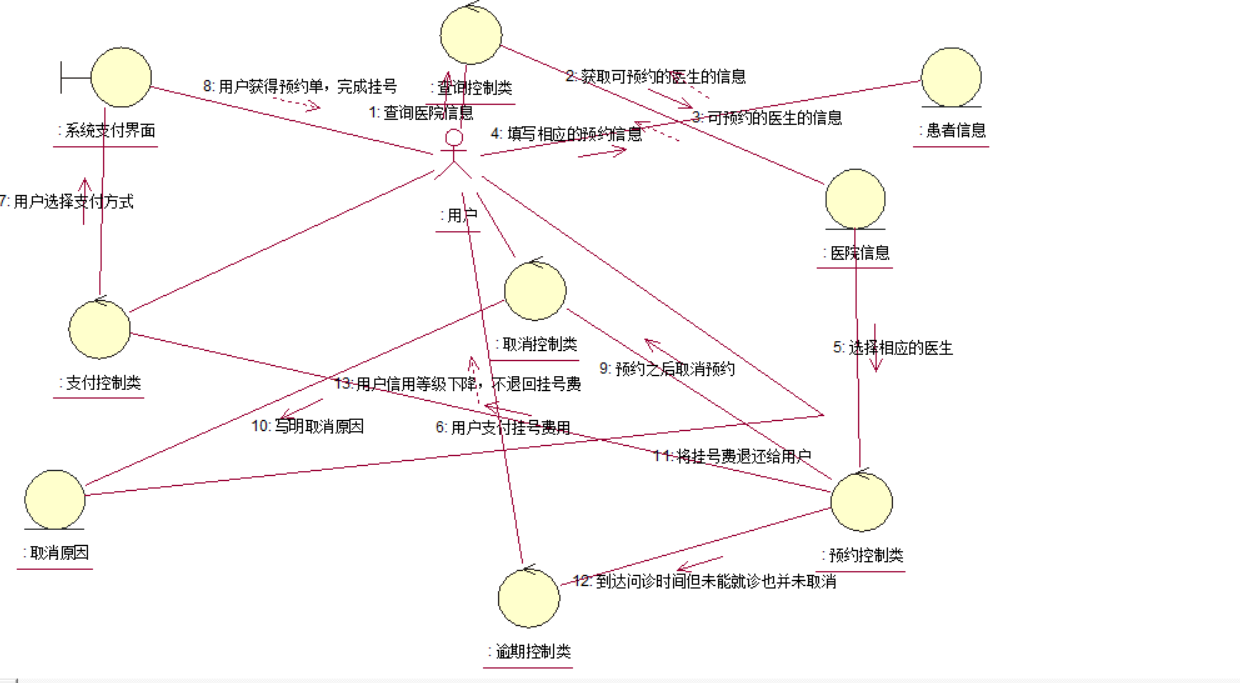 2: 获取可预约的医生的信息
8: 用户获得预约单，完成挂号
: 查询控制类
1: 查询医院信息
3: 可预约的医生的信息
: 系统支付界面
4: 填写相应的预约信息
: 患者信息
7: 用户选择支付方式
: 用户
: 医院信息
: 取消控制类
5: 选择相应的医生
9: 预约之后取消预约
: 支付控制类
13: 用户信用等级下降，不退回挂号费
10: 写明取消原因
6: 用户支付挂号费用
11: 将挂号费退还给用户
: 取消原因
: 预约控制类
12: 到达问诊时间但未能就诊也并未取消
: 逾期控制类